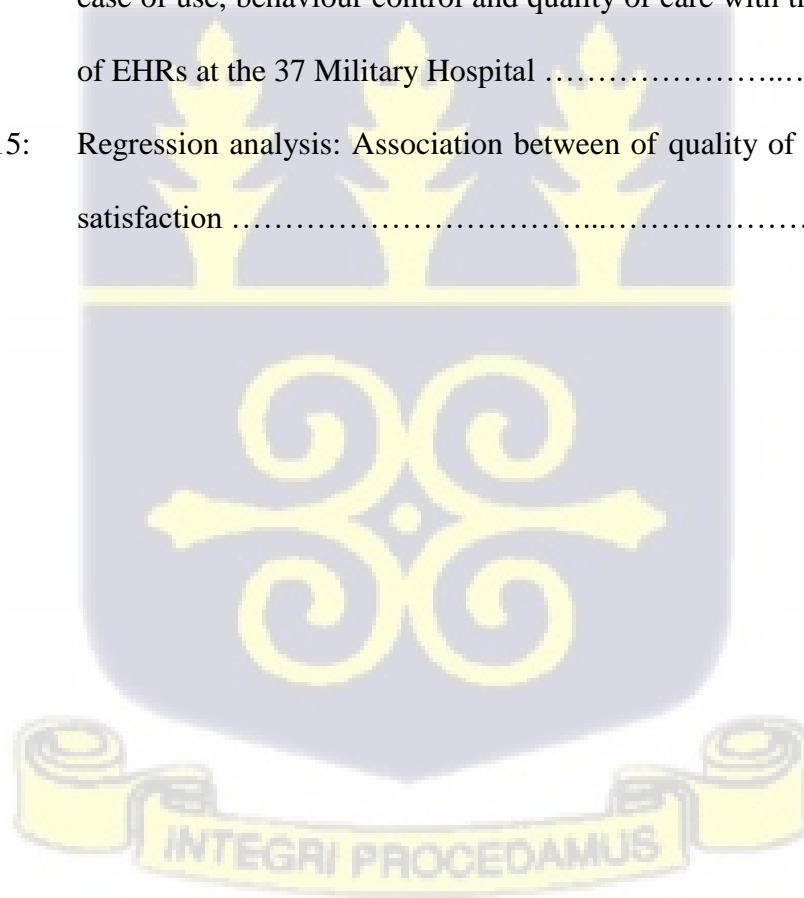 ease of use, behaviour control and quality of care with
of EHRs at the 37 Military Hospital …………………..…
5: Regression analysis: Association between of quality of
satisfaction ………………………………...………………
INTEGRI PROCEDAMUS